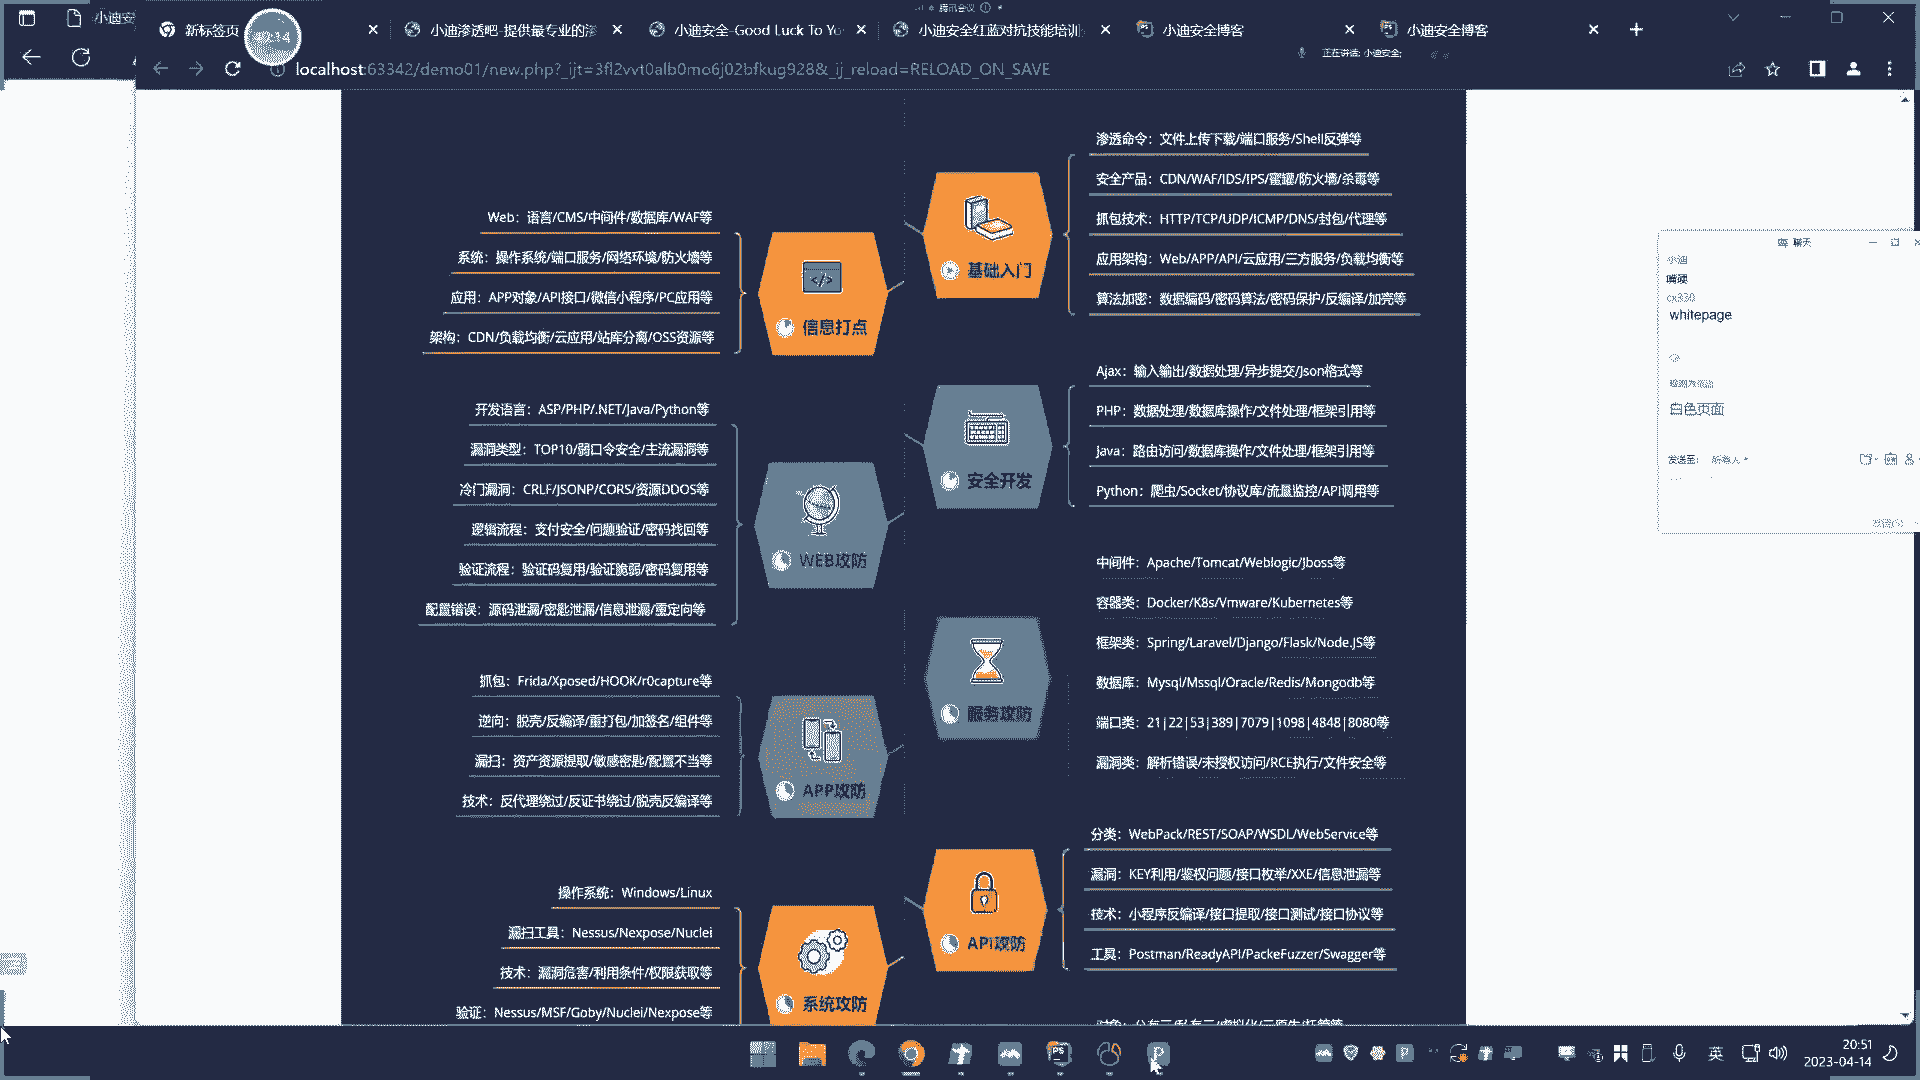 腾讯会议
小迪安
新标签页
42:14
小迪渗透吧-提供最专业的渗
小迪安全-Good Luck To Yo
小迪安全红蓝对抗技能培训
小迪安全博客
小迪安全博客
正在讲话: 小迪安全;
localhost:63342/demo01/new.php?_ijt=3fl2vvt0alb0mo6j02bfkug928&_ij_reload=RELOAD_ON_SAVE
渗透命令：文件上传下载/端口服务/Shell反弹等
安全产品：CDN/WAF/IDS/IPS/蜜罐/防火墙/杀毒等
抓包技术：HTTP/TCP/UDP/ICMP/DNS/封包/代理等
应用架构：Web/APP/API/云应用/三方服务/负载均衡等
算法加密：数据编码/密码算法/密码保护/反编译/加壳等
基础入门
Web：语言/CMS/中间件/数据库/WAF等
系统：操作系统/端口服务/网络环境/防火墙等
应用：APP对象/API接口/微信小程序/PC应用等
架构：CDN/负载均衡/云应用/站库分离/OSS资源等
信息打点
Ajax：输入输出/数据处理/异步提交/Json格式等
PHP：数据处理/数据库操作/文件处理/框架引用等
Java：路由访问/数据库操作/文件处理/框架引用等
Python：爬虫/Socket/协议库/流量监控/API调用等
安全开发
开发语言：ASP/PHP/.NET/Java/Python等
漏洞类型：TOP10/弱口令安全/主流漏洞等
冷门漏洞：CRLF/JSONP/CORS/资源DDOS等
逻辑流程：支付安全/问题验证/密码找回等
验证流程：验证码复用/验证脆弱/密码复用等
配置错误：源码泄漏/密匙泄漏/信息泄漏/重定向等
WEB攻防
中间件：Apache/Tomcat/Weblogic/Jboss等
容器类：Docker/K8s/Vmware/Kubernetes等
框架类：Spring/Laravel/Django/Flask/Node.JS等
数据库：Mysql/Mssql/Oracle/Redis/Mongodb等
端口类：21|22|53|389|7079|1098|4848|8080等
漏洞类：解析错误/未授权访问/RCE执行/文件安全等
服务攻防
抓包：Frida/Xposed/HOOK/r0capture等
逆向：脱壳/反编译/重打包/加签名/组件等
漏扫：资产资源提取/敏感密匙/配置不当等
技术：反代理绕过/反证书绕过/脱壳反编译等
APP攻防
分类：WebPack/REST/SOAP/WSDL/WebService等
漏洞：KEY利用/鉴权问题/接口枚举/XXE/信息泄漏等
技术：小程序反编译/接口提取/接口测试/接口协议等
工具：Postman/ReadyAPI/PackeFuzzer/Swagger等
API攻防
操作系统：Windows/Linux
漏扫工具：Nessus/Nexpose/Nuclei
技术：漏洞危害/利用条件/权限获取等
验证：Nessus/MSF/Goby/Nuclei/Nexpose等
系统攻防
聊天
小迪
嘴硬
cx330
whitepage
白色页面
发送至:
英
20:51
2023-04-14